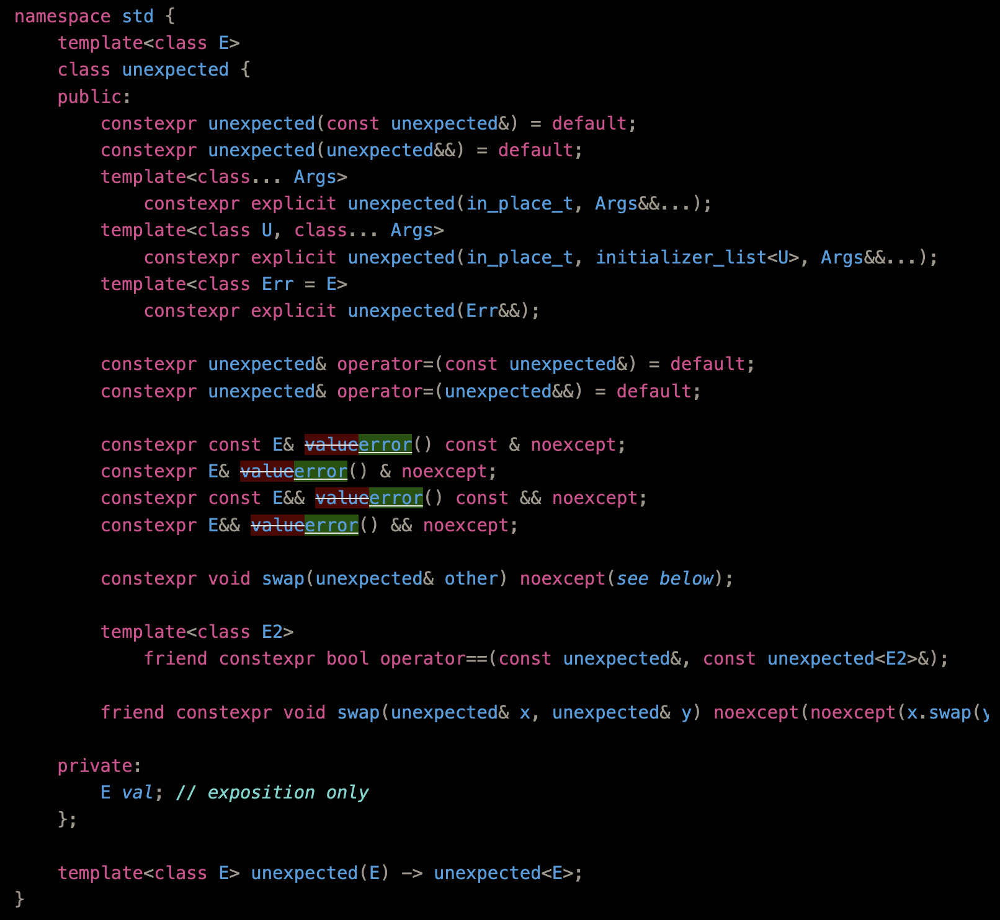 namespace std {
template<class E>
class unexpected {
public:
constexpr unexpected(const unexpected&) = default;
constexpr unexpected(unexpected&&) = default;
template<class... Args>
constexpr explicit unexpected(in_place_t, Args&&...);
template<class U, class... Args>
constexpr explicit unexpected(in_place_t, initializer_list<U>, Args&&...);
template<class Err = E>
constexpr explicit unexpected(Err&&);
constexpr unexpected& operator=(const unexpected&) = default;
constexpr unexpected& operator=(unexpected&&) = default;
constexpr const E& valueerror() const & noexcept;
constexpr E& valueerror() & noexcept;
constexpr const E&& valueerror() const && noexcept;
constexpr E&& valueerror() && noexcept;
constexpr void swap(unexpected& other) noexcept(see below);
template<class E2>
friend constexpr bool operator==(const unexpected&, const unexpected<E2>&);
friend constexpr void swap(unexpected& x, unexpected& y) noexcept(noexcept(x.swap(y
private:
E val; // exposition only
};
template<class E> unexpected(E) -> unexpected<E>;
}